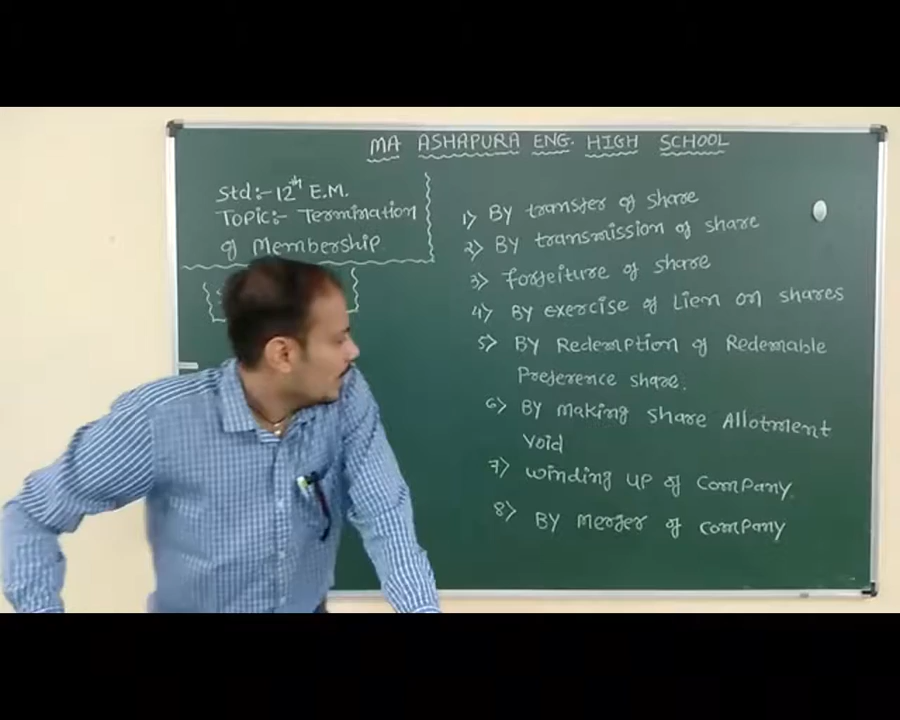 MA ASHAPURA ENG. HIGH SCHOOL
Std:- 12th E.M.
Topic:- Termination
of Membership
1) By transfer of share
2) By transmission of share
3) forfeiture of share
4) By exercise of Lien on shares
5) By Redemption of Redemable
Preference share.
6) By Making share Allotment
void
7) winding up of company.
8) By Merger of company